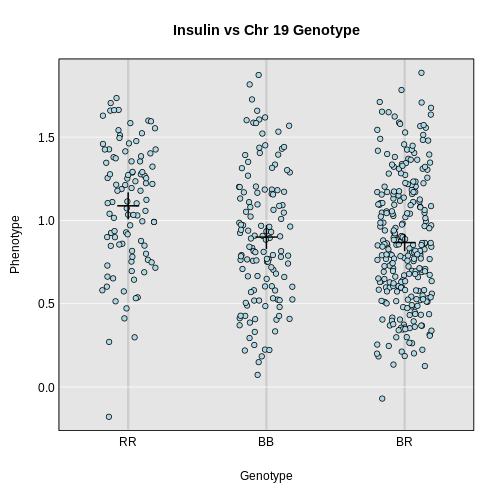 Insulin vs Chr 19 Genotype
Phenotype
1.5
1.0
0.5
0.0
RR BB BR
Genotype